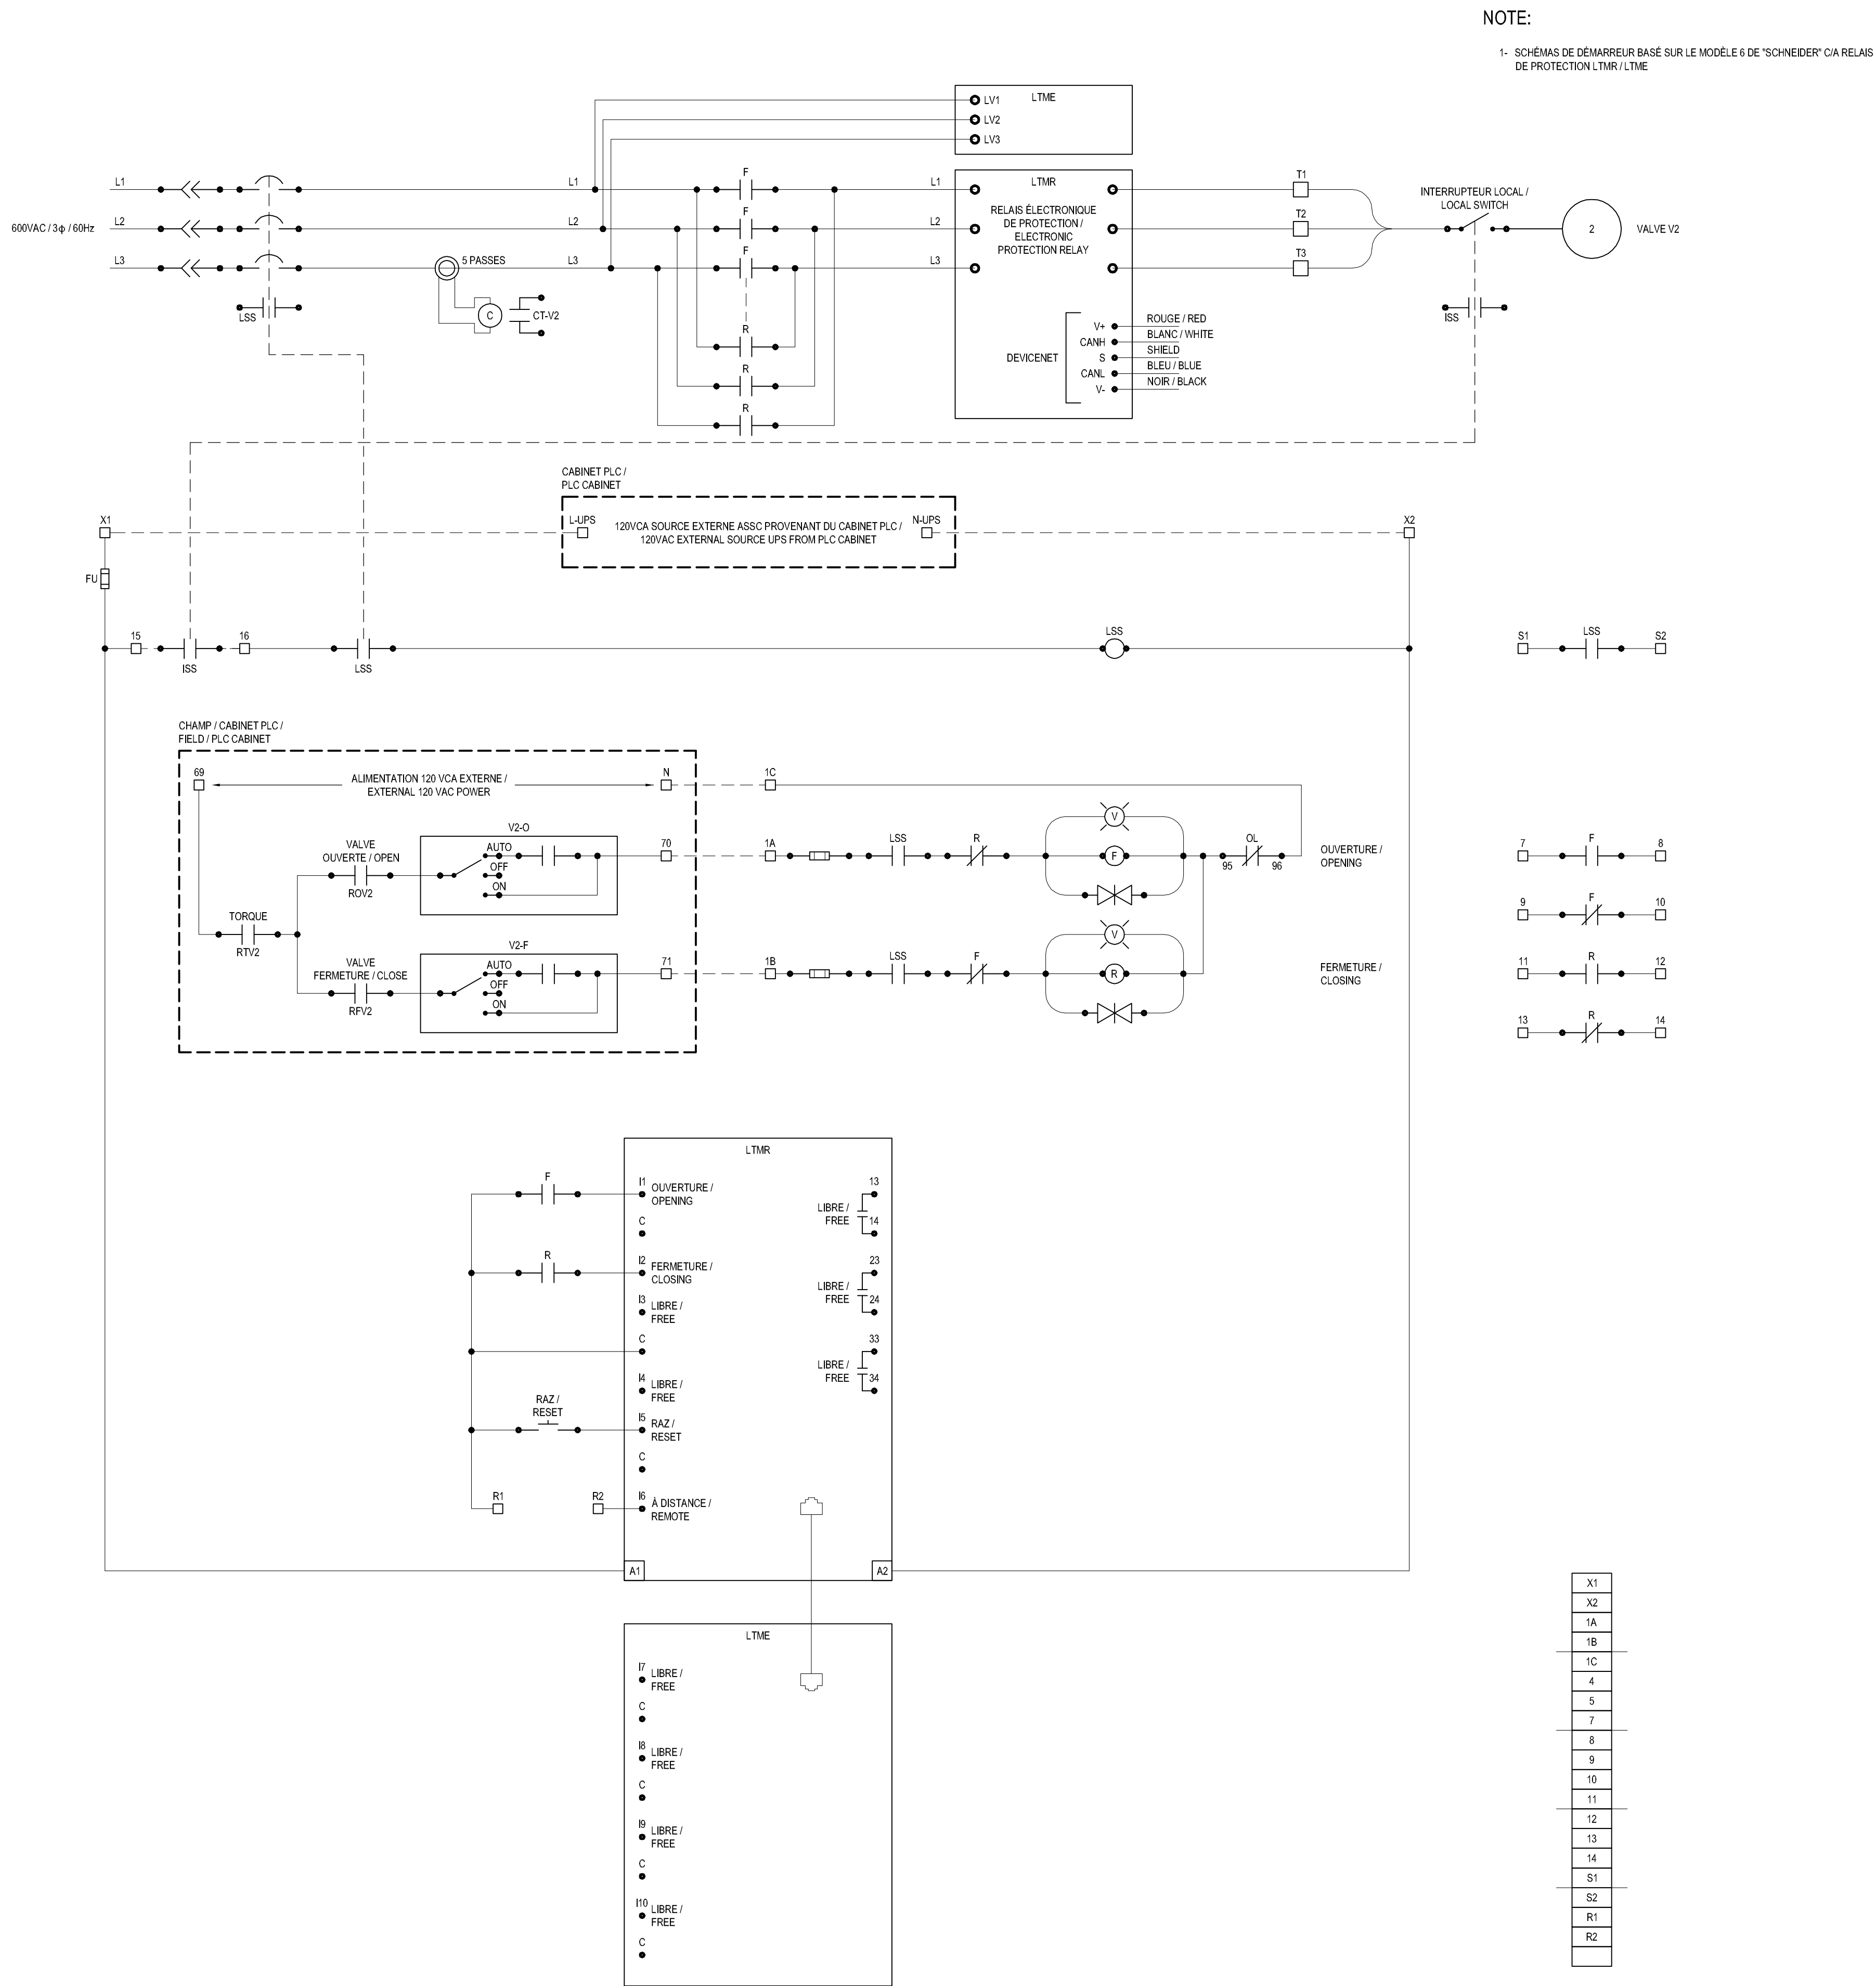 NOTE:
1- SCHÉMAS DE DÉMARREUR BASÉ SUR LE MODÈLE 6 DE "SCHNEIDER" C/A RELAIS
DE PROTECTION LTMR / LTME
LTME
LV1
LV2
LV3
600VAC / 3ϕ / 60Hz
L1
L2
L3
LSS
5 PASSES
C
CT-V2
L1
L2
L3
F
F
F
R
R
R
L1
L2
L3
LTMR
RELAIS ÉLECTRONIQUE
DE PROTECTION /
ELECTRONIC
PROTECTION RELAY
DEVICENET
V+
CANH
S
CANL
V-
ROUGE / RED
BLANC / WHITE
SHIELD
BLEU / BLUE
NOIR / BLACK
T1
T2
T3
INTERRUPTEUR LOCAL /
LOCAL SWITCH
ISS
2
VALVE V2
CABINET PLC /
PLC CABINET
X1
L-UPS
120VCA SOURCE EXTERNE ASSC PROVENANT DU CABINET PLC /
120VAC EXTERNAL SOURCE UPS FROM PLC CABINET
N-UPS
X2
FU
15
ISS
16
LSS
LSS
S1
LSS
S2
CHAMP / CABINET PLC /
FIELD / PLC CABINET
69
ALIMENTATION 120 VCA EXTERNE /
EXTERNAL 120 VAC POWER
N
1C
TORQUE
RTV2
VALVE
OUVERTE / OPEN
ROV2
V2-O
AUTO
OFF
ON
70
1A
LSS
R
V
F
OL
95
96
OUVERTURE /
OPENING
VALVE
FERMETURE / CLOSE
RFV2
V2-F
AUTO
OFF
ON
71
1B
LSS
F
V
R
FERMETURE /
CLOSING
7
F
8
9
F
10
11
R
12
13
R
14
LTMR
F
I1
OUVERTURE /
OPENING
C
R
I2
FERMETURE /
CLOSING
I3
LIBRE /
FREE
C
I4
LIBRE /
FREE
RAZ /
RESET
I5
RAZ /
RESET
C
R1
R2
I6
À DISTANCE /
REMOTE
13
LIBRE /
FREE
14
23
LIBRE /
FREE
24
33
LIBRE /
FREE
34
A1
A2
LTME
I7
LIBRE /
FREE
C
I8
LIBRE /
FREE
C
I9
LIBRE /
FREE
C
I10
LIBRE /
FREE
C
X1
X2
1A
1B
1C
4
5
7
8
9
10
11
12
13
14
S1
S2
R1
R2